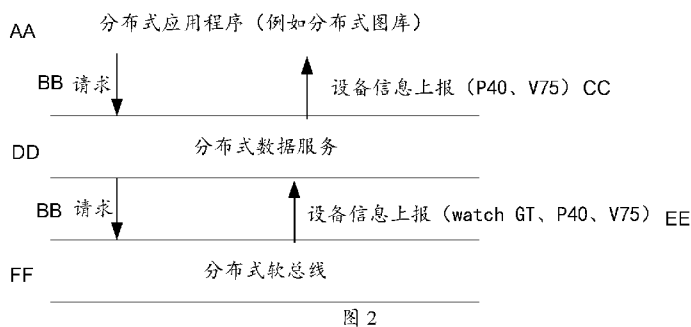 AA 分布式应用程序（例如分布式图库）
BB 请求 设备信息上报（P40、V75） CC
DD 分布式数据服务
BB 请求 设备信息上报（watch GT、P40、V75） EE
FF 分布式软总线
图 2